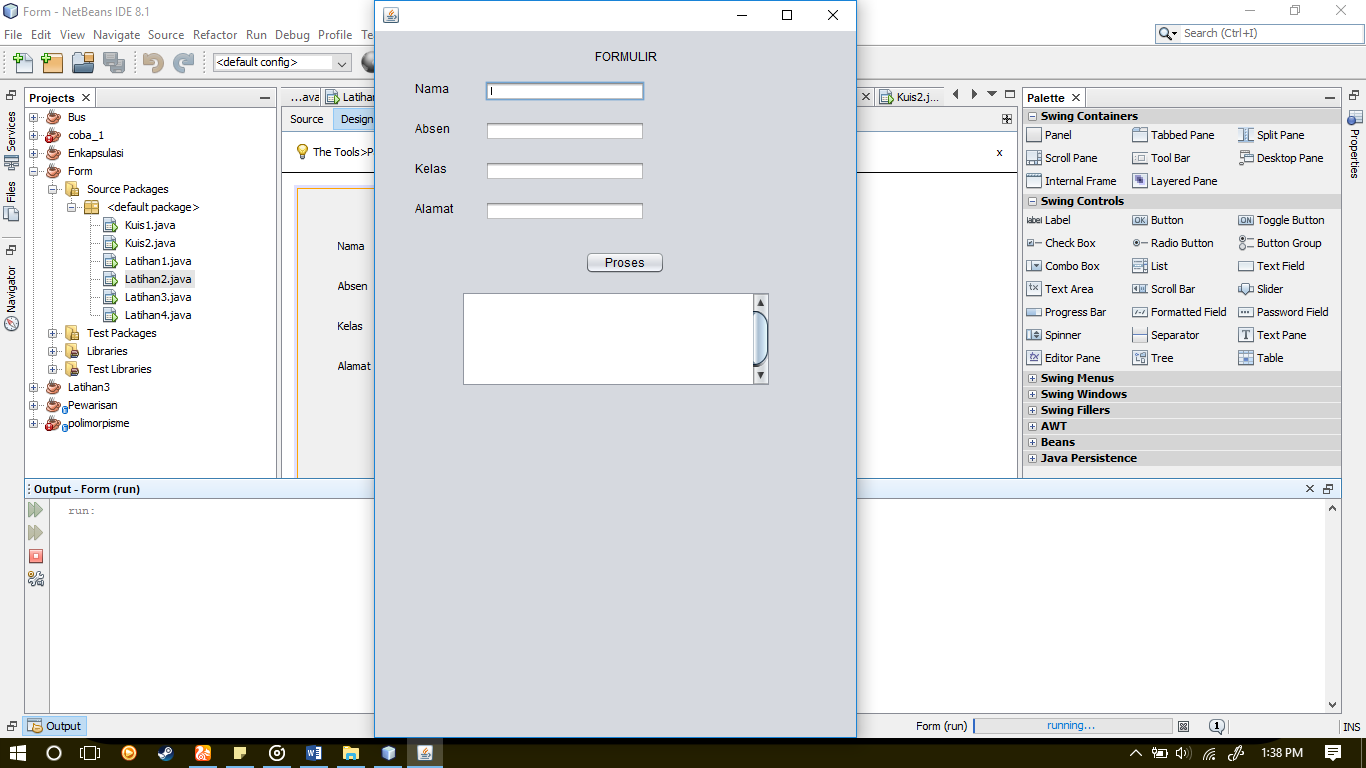 Form - NetBeans IDE 8.1
File Edit View Navigate Source Refactor Run Debug Profile
Search (Ctrl+I)
<default config>
FORMULIR
Nama
Absen
Kelas
Alamat
Proses
Services
Files
Navigator
Projects
Bus
coba_1
Enkapsulasi
Form
Source Packages
<default package>
Kuis1.java
Kuis2.java
Latihan1.java
Latihan2.java
Latihan3.java
Latihan4.java
Test Packages
Libraries
Test Libraries
Latihan3
Pewarisan
polimorpisme
...ava Latihan
Kuis2.j...
Source Design
The Tools>P
x
Nama
Absen
Kelas
Alamat
Palette
Swing Containers
Panel Tabbed Pane Split Pane
Scroll Pane Tool Bar Desktop Pane
Internal Frame Layered Pane
Swing Controls
Label Button Toggle Button
Check Box Radio Button Button Group
Combo Box List Text Field
Text Area Scroll Bar Slider
Progress Bar Formatted Field Password Field
Spinner Separator Text Pane
Editor Pane Tree Table
Swing Menus
Swing Windows
Swing Fillers
AWT
Beans
Java Persistence
Properties
Output - Form (run)
run:
Output
Form (run) running... 1 INS
1:38 PM